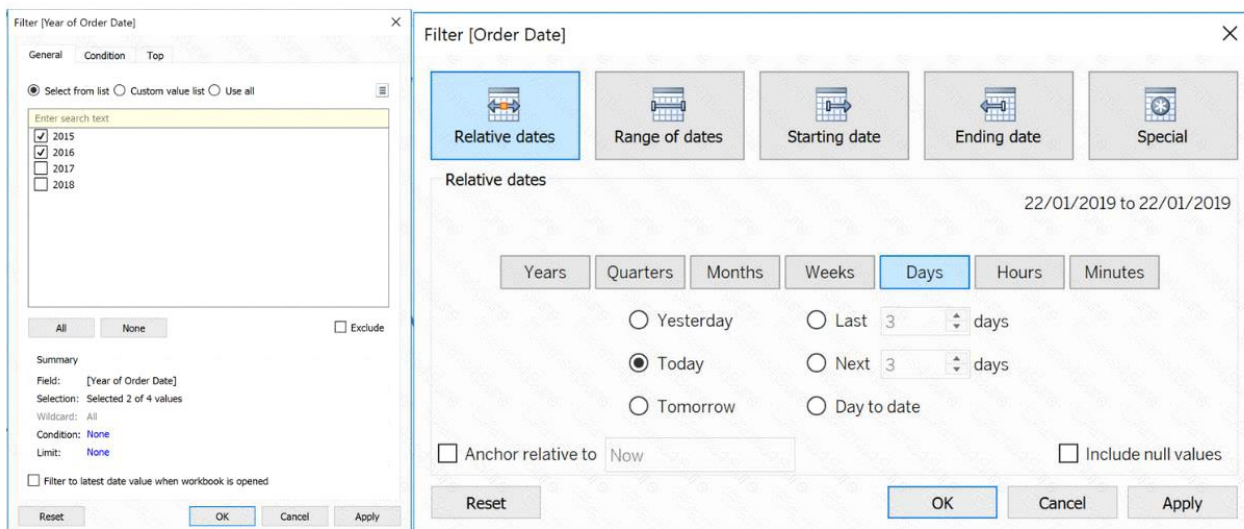 Filter [Year of Order Date]
General Condition Top
Select from list Custom value list Use all
Enter search text
2015
2016
2017
2018
All None Exclude
Summary
Field: [Year of Order Date]
Selection: Selected 2 of 4 values
Wildcard: All
Condition: None
Limit: None
Filter to latest date value when workbook is opened
Reset OK Cancel Apply
Filter [Order Date]
Relative dates Range of dates Starting date Ending date Special
Relative dates
22/01/2019 to 22/01/2019
Years Quarters Months Weeks Days Hours Minutes
Yesterday Last 3 days
Today Next 3 days
Tomorrow Day to date
Anchor relative to Now Include null values
Reset OK Cancel Apply